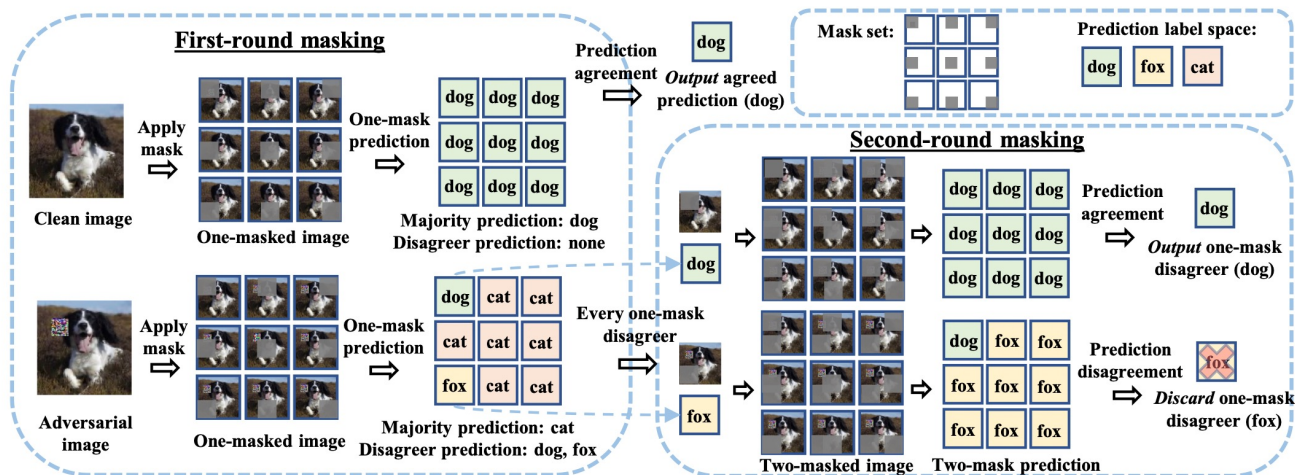 First-round masking
Clean image
Apply
mask
One-masked image
One-mask
prediction
dog dog dog
dog dog dog
dog dog dog
Majority prediction: dog
Disagreer prediction: none
Prediction
agreement
dog
Output agreed
prediction (dog)
Adversarial
image
Apply
mask
One-masked image
One-mask
prediction
dog cat cat
cat cat cat
fox cat cat
Majority prediction: cat
Disagreer prediction: dog, fox
Every one-mask
disagreer
Mask set:
Prediction label space:
dog fox cat
Second-round masking
dog
dog dog dog
dog dog dog
dog dog dog
Prediction
agreement
dog
Output one-mask
disagreer (dog)
fox
Two-masked image
dog fox fox
fox fox fox
fox fox fox
Two-mask prediction
Prediction
disagreement
fox
Discard one-mask
disagreer (fox)